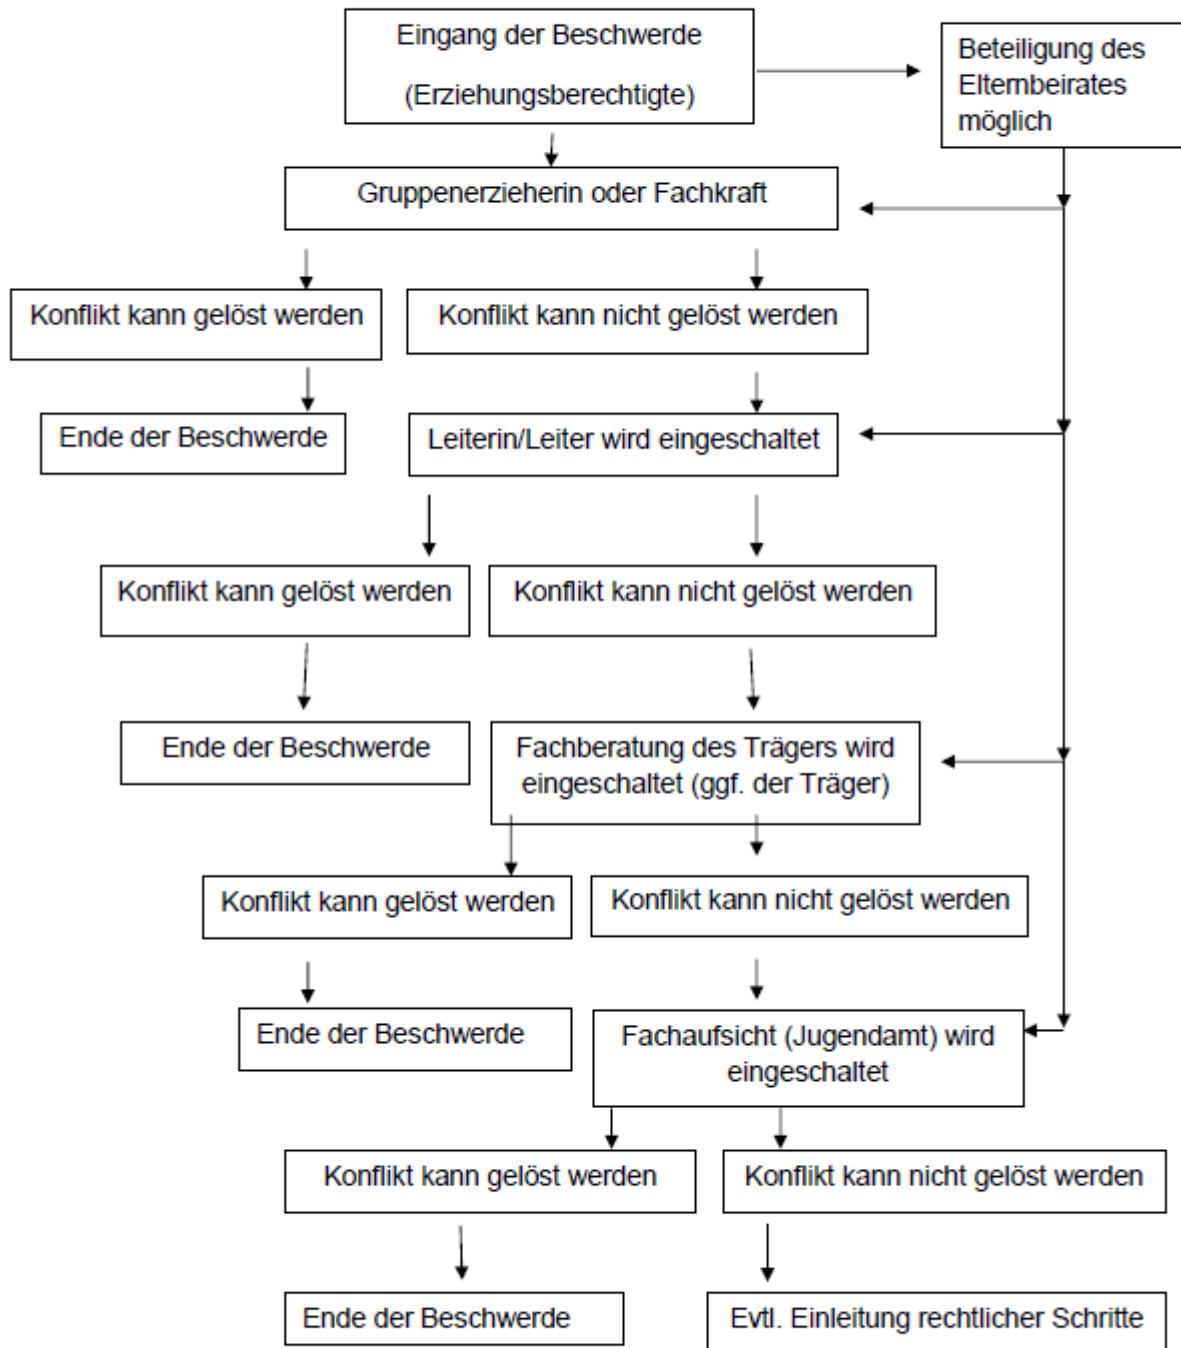 Eingang der Beschwerde
(Erziehungsberechtigte)
Beteiligung des
Elternbeirates
möglich
Gruppenerzieherin oder Fachkraft
Konflikt kann gelöst werden
Konflikt kann nicht gelöst werden
Ende der Beschwerde
Leiterin/Leiter wird eingeschaltet
Konflikt kann gelöst werden
Konflikt kann nicht gelöst werden
Ende der Beschwerde
Fachberatung des Trägers wird
eingeschaltet (ggf. der Träger)
Konflikt kann gelöst werden
Konflikt kann nicht gelöst werden
Ende der Beschwerde
Fachaufsicht (Jugendamt) wird
eingeschaltet
Konflikt kann gelöst werden
Konflikt kann nicht gelöst werden
Ende der Beschwerde
Evtl. Einleitung rechtlicher Schritte